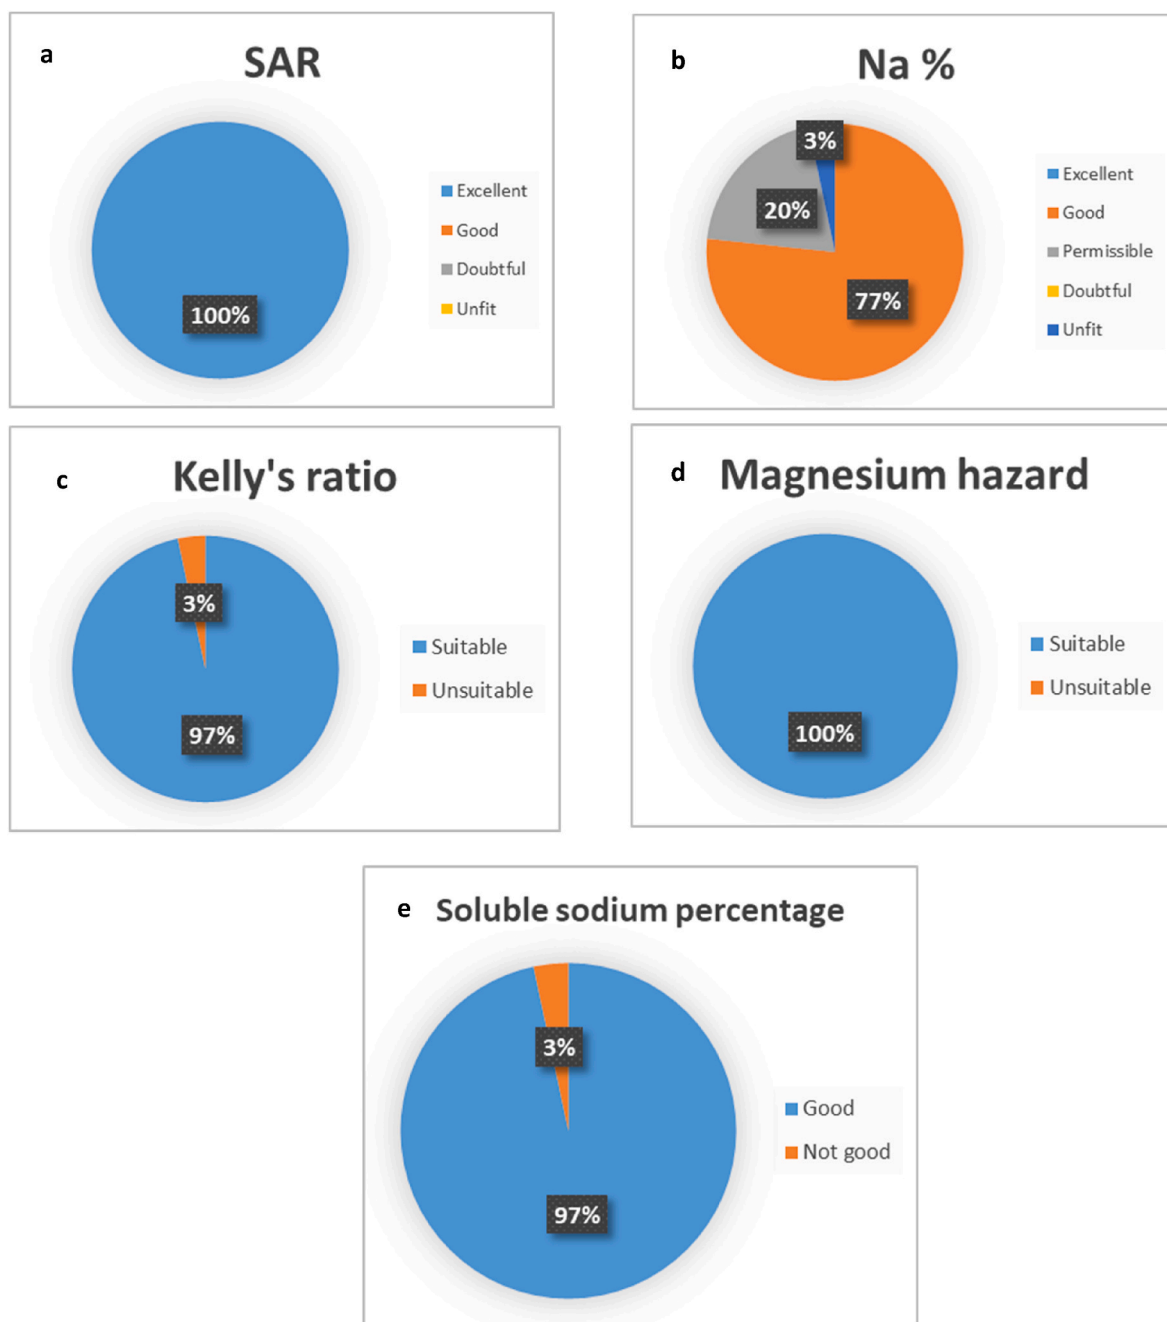 a
SAR
100%
Excellent
Good
Doubtful
Unfit
b
Na %
3%
20%
77%
Excellent
Good
Permissible
Doubtful
Unfit
c
Kelly's ratio
3%
97%
Suitable
Unsuitable
d
Magnesium hazard
100%
Suitable
Unsuitable
e
Soluble sodium percentage
3%
97%
Good
Not good